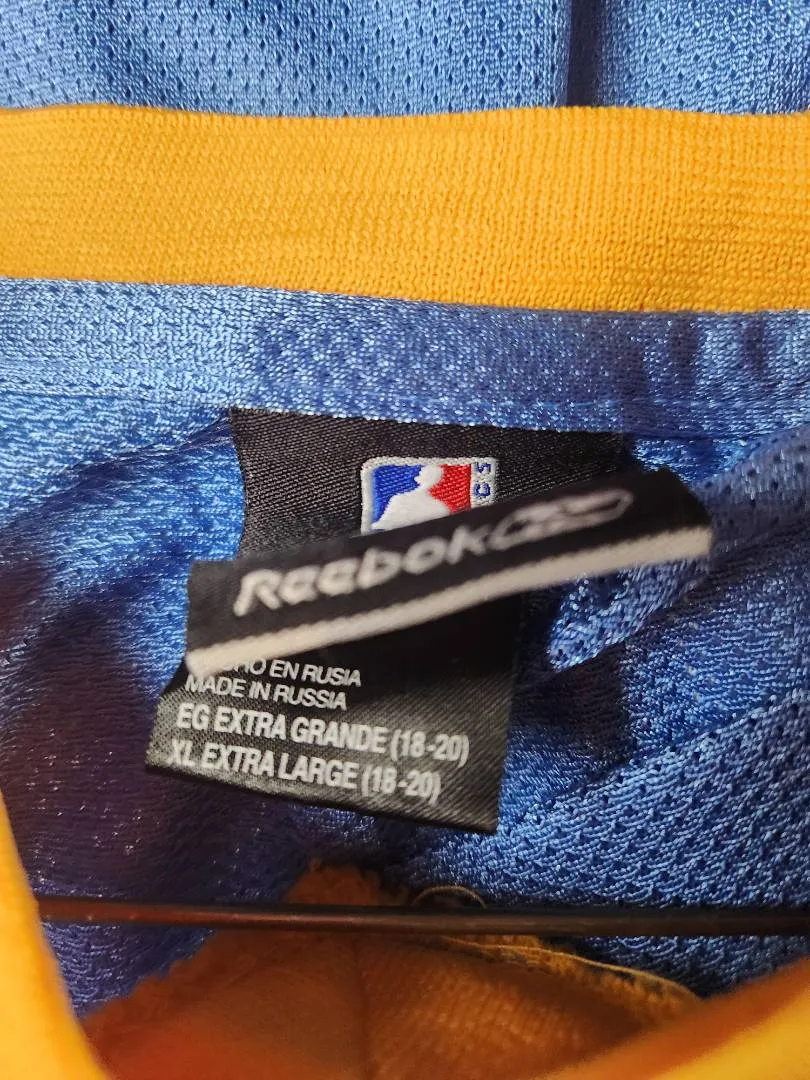 Reebok
EN RUSIA
MADE IN RUSSIA
EG EXTRA GRANDE (18-20)
XL EXTRA LARGE (18-20)